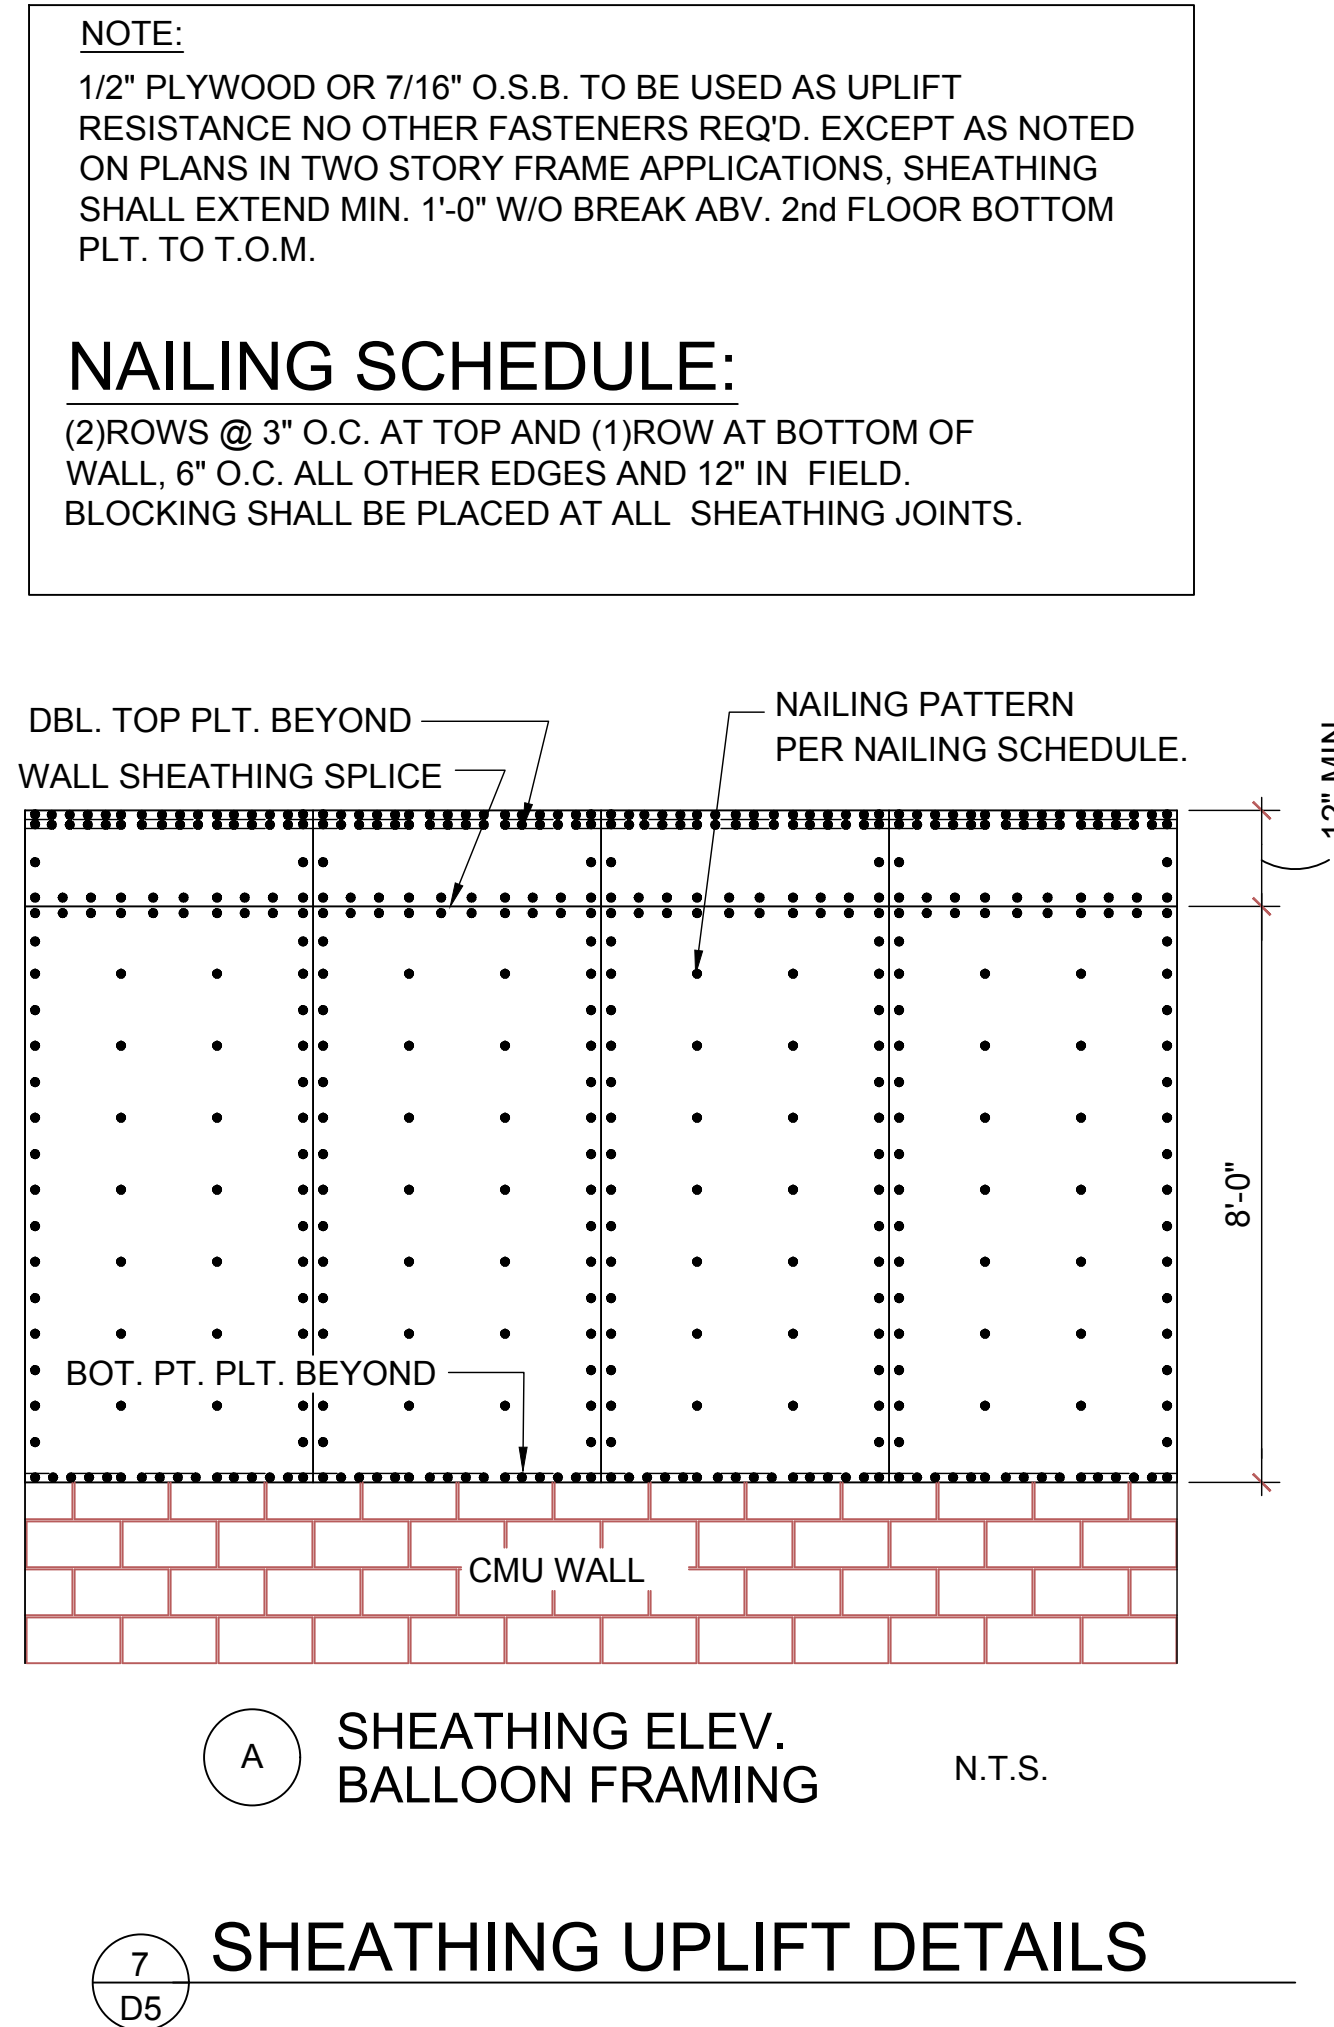 NOTE:
1/2" PLYWOOD OR 7/16" O.S.B. TO BE USED AS UPLIFT
RESISTANCE NO OTHER FASTENERS REQ'D. EXCEPT AS NOTED
ON PLANS IN TWO STORY FRAME APPLICATIONS, SHEATHING
SHALL EXTEND MIN. 1'-0" W/O BREAK ABV. 2nd FLOOR BOTTOM
PLT. TO T.O.M.
NAILING SCHEDULE:
(2)ROWS @ 3" O.C. AT TOP AND (1)ROW AT BOTTOM OF
WALL, 6" O.C. ALL OTHER EDGES AND 12" IN FIELD.
BLOCKING SHALL BE PLACED AT ALL SHEATHING JOINTS.
DBL. TOP PLT. BEYOND
WALL SHEATHING SPLICE
NAILING PATTERN
PER NAILING SCHEDULE.
12" MIN
8'-0"
BOT. PT. PLT. BEYOND
CMU WALL
A
SHEATHING ELEV.
BALLOON FRAMING
N.T.S.
7
D5
SHEATHING UPLIFT DETAILS